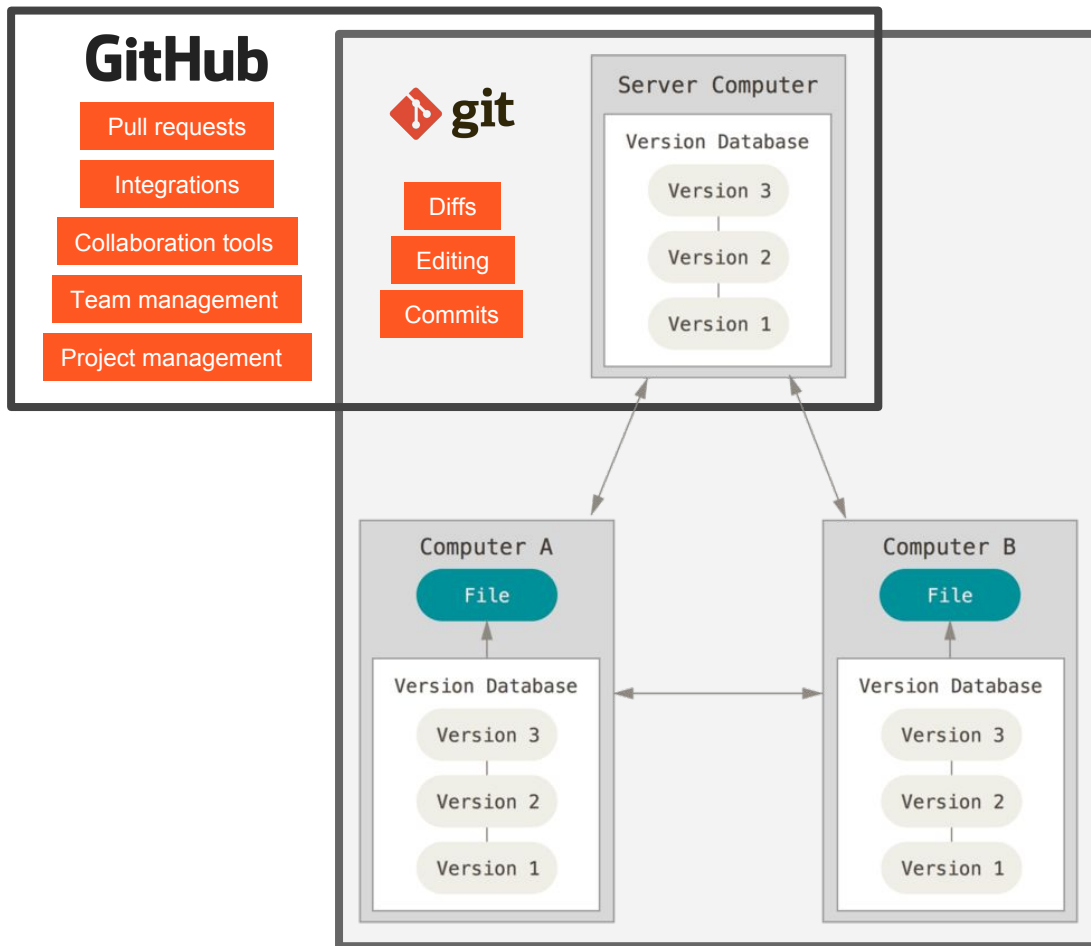 GitHub
Pull requests
Integrations
Collaboration tools
Team management
Project management
git
Diffs
Editing
Commits
Server Computer
Version Database
Version 3
Version 2
Version 1
Computer A
File
Version Database
Version 3
Version 2
Version 1
Computer B
File
Version Database
Version 3
Version 2
Version 1